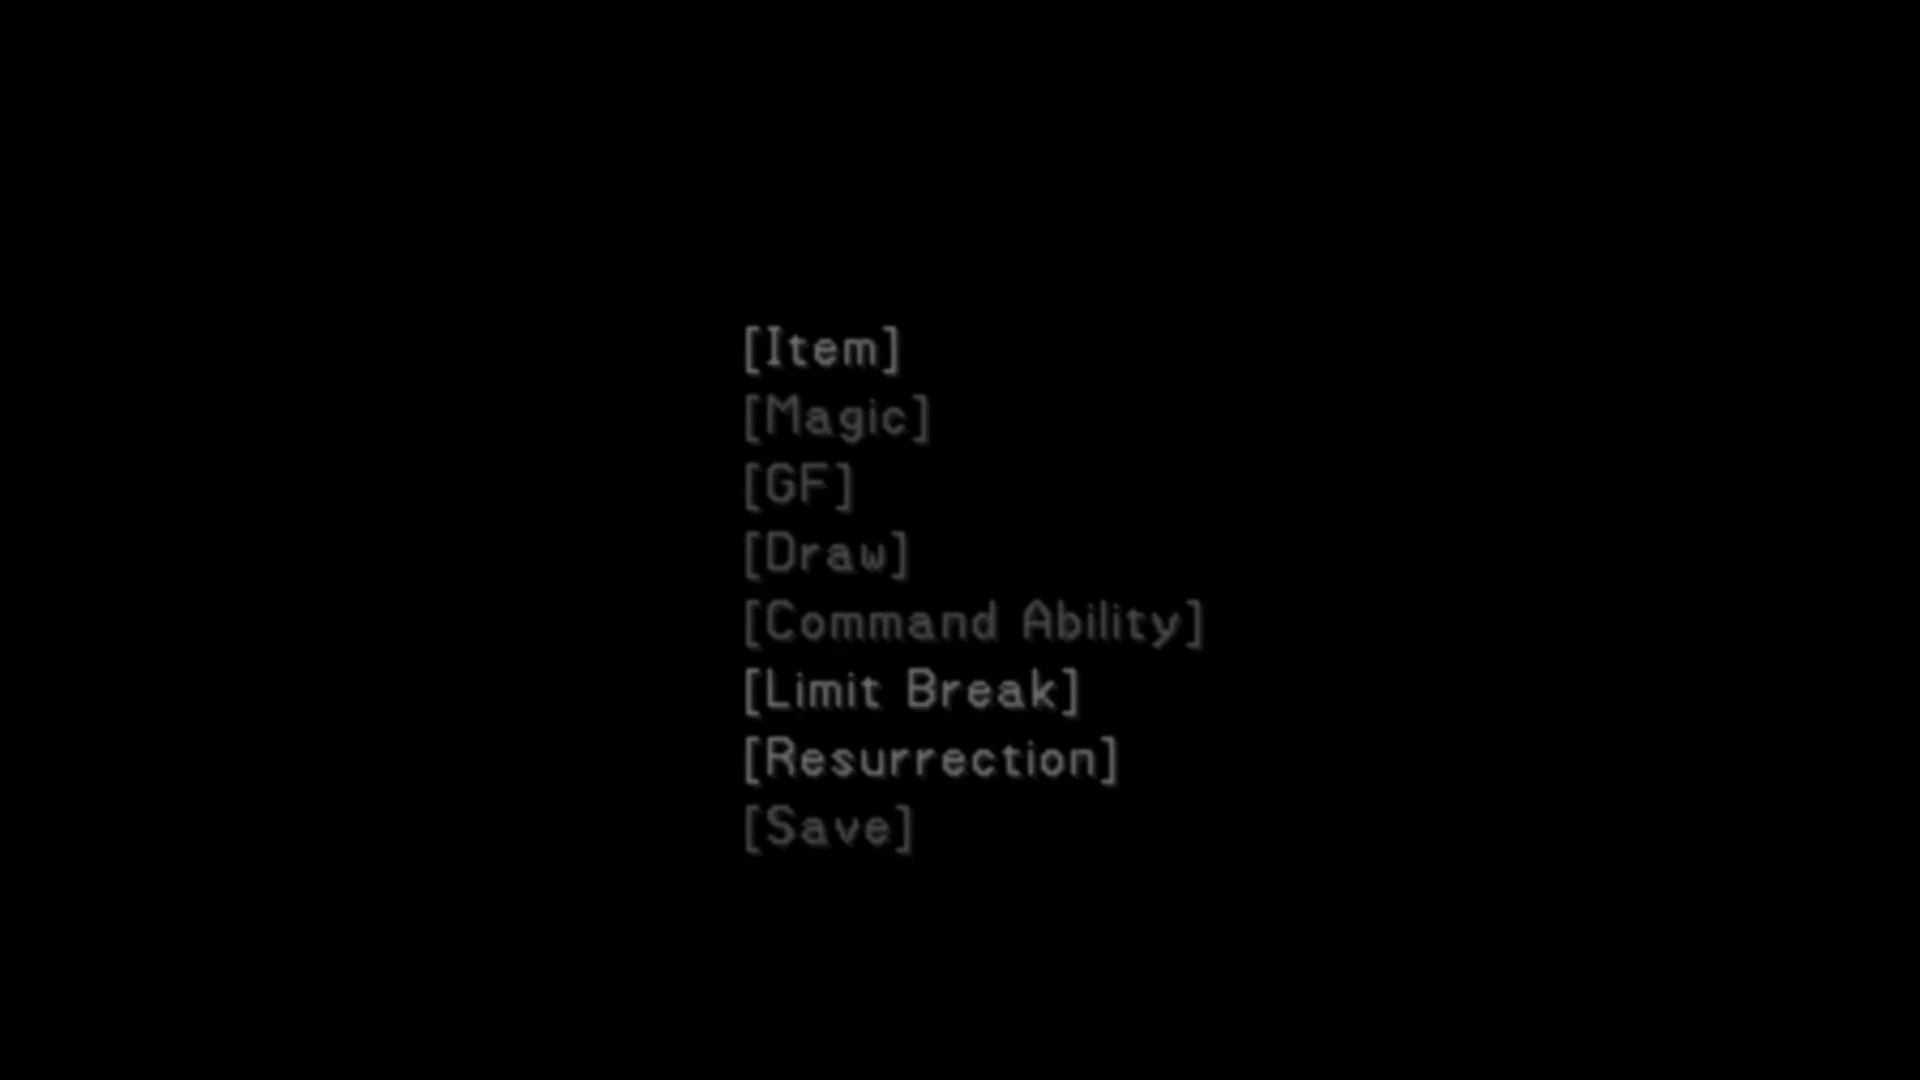 [Item]
[Magic]
[GF]
[Draw]
[Command Ability]
[Limit Break]
[Resurrection]
[Save]